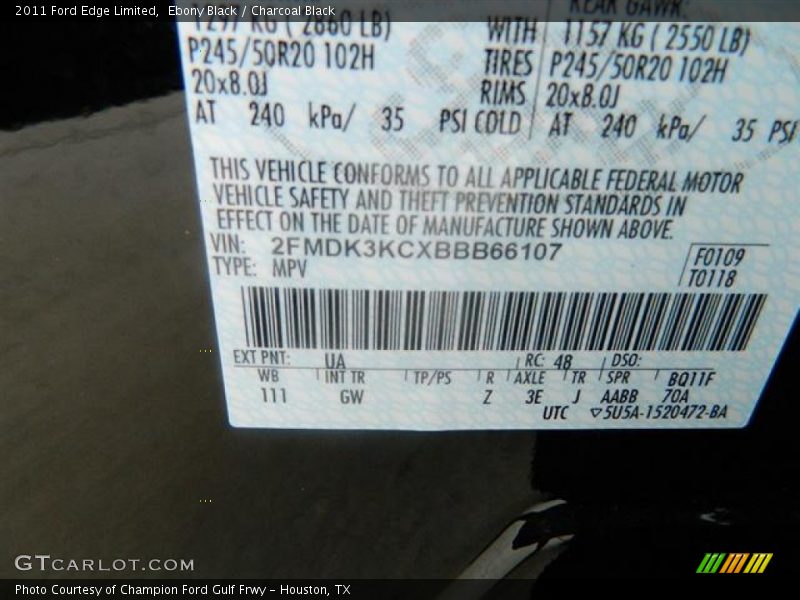 2011 Ford Edge Limited, Ebony Black / Charcoal Black
REAR GAWR:
1297 KG ( 2860 LB) WITH 1157 KG ( 2550 LB)
P245/50R20 102H TIRES P245/50R20 102H
20x8.0J RIMS 20x8.0J
AT 240 kPa/ 35 PSI COLD AT 240 kPa/ 35 PSI
THIS VEHICLE CONFORMS TO ALL APPLICABLE FEDERAL MOTOR
VEHICLE SAFETY AND THEFT PREVENTION STANDARDS IN
EFFECT ON THE DATE OF MANUFACTURE SHOWN ABOVE.
VIN: 2FMDK3KCXBBB66107 F0109
TYPE: MPV T0118
EXT PNT: UA RC: 48 DSO:
WB INT TR TP/PS R AXLE TR SPR BQ11F
111 GW Z 3E J AABB 70A
UTC ▽5U5A-1520472-BA
GTCARLOT.COM
Photo Courtesy of Champion Ford Gulf Frwy - Houston, TX